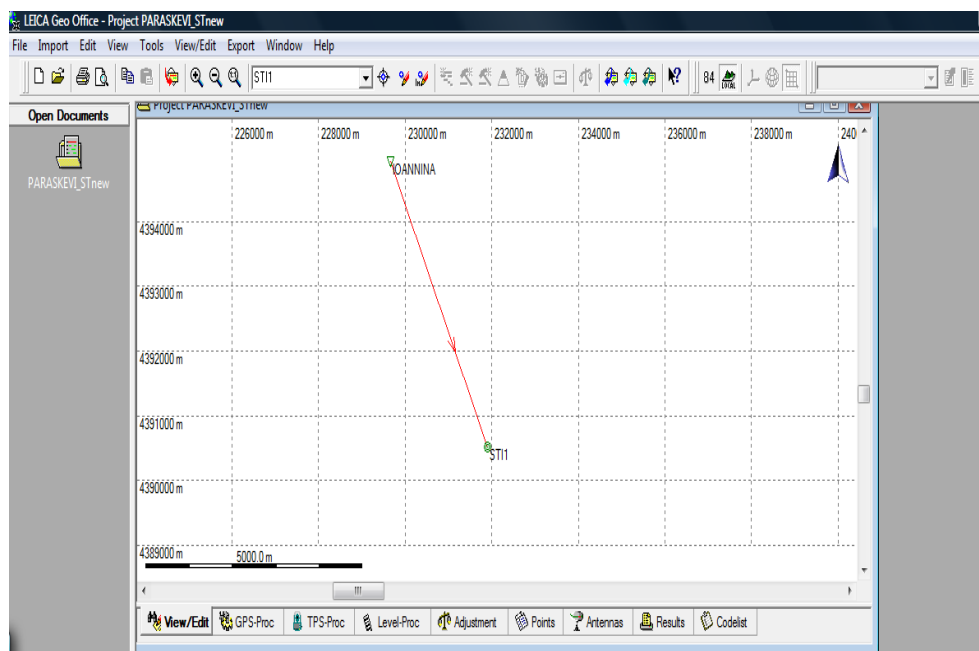 LEICA Geo Office - Project PARASKEVI_STnew
File Import Edit View Tools View/Edit Export Window Help
STI1
84
TOTAL
Open Documents
PARASKEVI_STnew
Project PARASKEVI_STnew
226000 m 228000 m 230000 m 232000 m 234000 m 236000 m 238000 m 240
IOANNINA
4394000 m
4393000 m
4392000 m
4391000 m
STI1
4390000 m
4389000 m
5000.0 m
View/Edit GPS-Proc TPS-Proc Level-Proc Adjustment Points Antennas Results Codelist